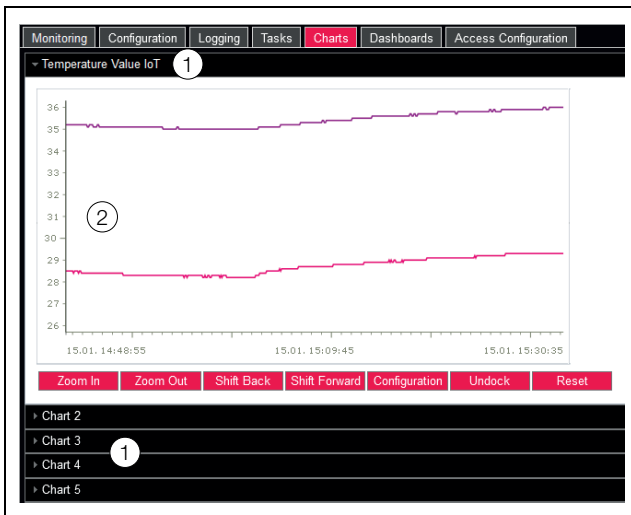 Monitoring Configuration Logging Tasks Charts Dashboards Access Configuration
Temperature Value IoT 1
36
35
34
33
32
31
2
30
29
28
27
26
15.01. 14:48:55 15.01. 15:09:45 15.01. 15:30:35
Zoom In Zoom Out Shift Back Shift Forward Configuration Undock Reset
Chart 2
Chart 3
1
Chart 4
Chart 5